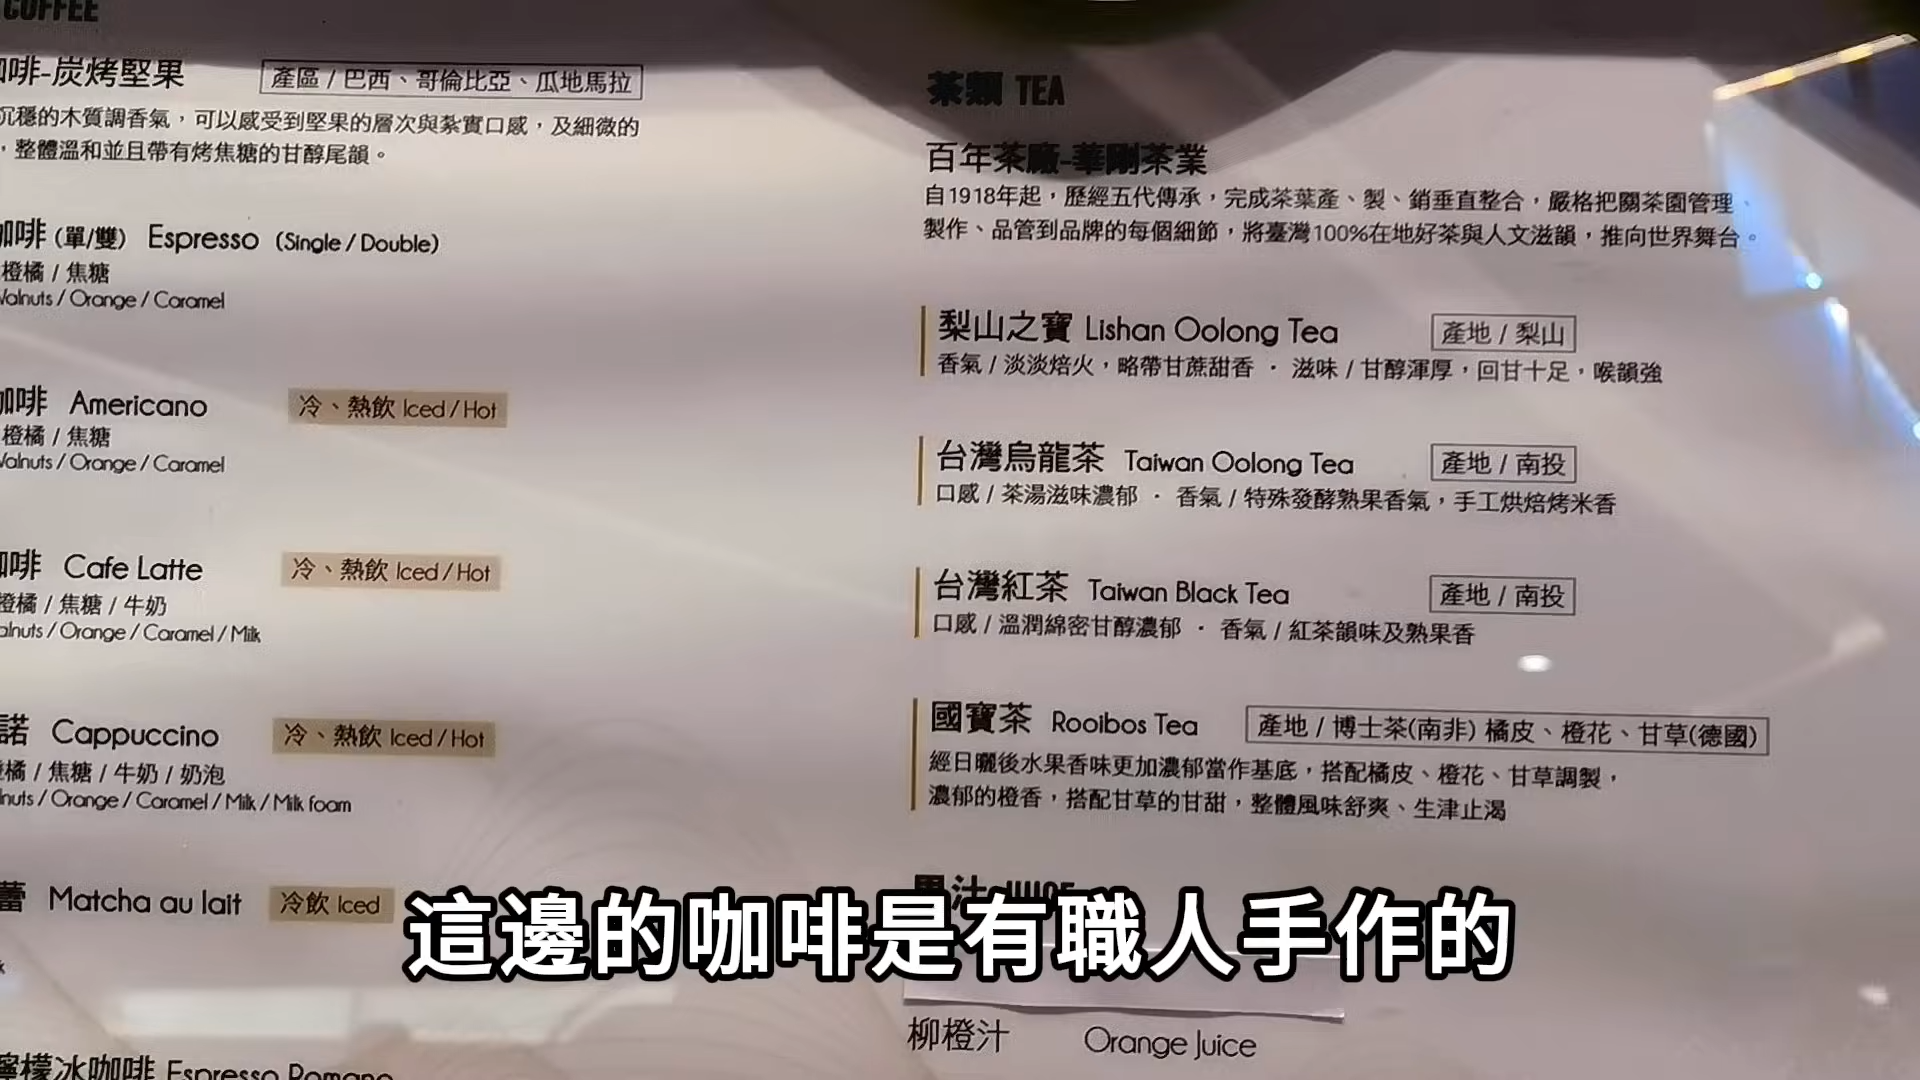 COFFEE
咖啡-炭烤堅果
產區 / 巴西、哥倫比亞、瓜地馬拉
沉穩的木質調香氣，可以感受到堅果的層次與紮實口感，及細微的
，整體溫和並且帶有烤焦糖的甘醇尾韻。
咖啡 (單/雙) Espresso (Single / Double)
橙橘 / 焦糖
Walnuts / Orange / Caramel
咖啡 Americano
冷、熱飲 Iced / Hot
橙橘 / 焦糖
Walnuts / Orange / Caramel
咖啡 Cafe Latte
冷、熱飲 Iced / Hot
橙橘 / 焦糖 / 牛奶
alnuts / Orange / Caramel / Milk
諾 Cappuccino
冷、熱飲 Iced / Hot
橘 / 焦糖 / 牛奶 / 奶泡
nuts / Orange / Caramel / Milk / Milk foam
蕾 Matcha au lait
冷飲 Iced
檸檬冰咖啡 Espresso Romano
茶類 TEA
百年茶廠-華剛茶業
自1918年起，歷經五代傳承，完成茶葉產、製、銷垂直整合，嚴格把關茶園管理、
製作、品管到品牌的每個細節，將臺灣100%在地好茶與人文滋韻，推向世界舞台。
梨山之寶 Lishan Oolong Tea
產地 / 梨山
香氣 / 淡淡焙火，略帶甘蔗甜香 · 滋味 / 甘醇渾厚，回甘十足，喉韻強
台灣烏龍茶 Taiwan Oolong Tea
產地 / 南投
口感 / 茶湯滋味濃郁 · 香氣 / 特殊發酵熟果香氣，手工烘焙烤米香
台灣紅茶 Taiwan Black Tea
產地 / 南投
口感 / 溫潤綿密甘醇濃郁 · 香氣 / 紅茶韻味及熟果香
國寶茶 Rooibos Tea
產地 / 博士茶(南非) 橘皮、橙花、甘草(德國)
經日曬後水果香味更加濃郁當作基底，搭配橘皮、橙花、甘草調製，
濃郁的橙香，搭配甘草的甘甜，整體風味舒爽、生津止渴
果汁 JUICE
柳橙汁 Orange Juice
這邊的咖啡是有職人手作的